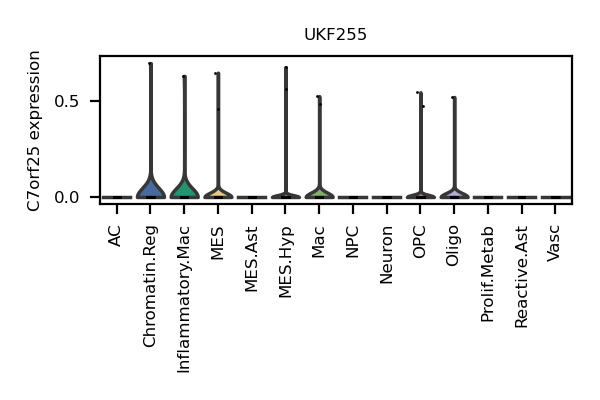 UKF255
C7orf25 expression
0.5
0.0
AC
Chromatin.Reg
Inflammatory.Mac
MES
MES.Ast
MES.Hyp
Mac
NPC
Neuron
OPC
Oligo
Prolif.Metab
Reactive.Ast
Vasc